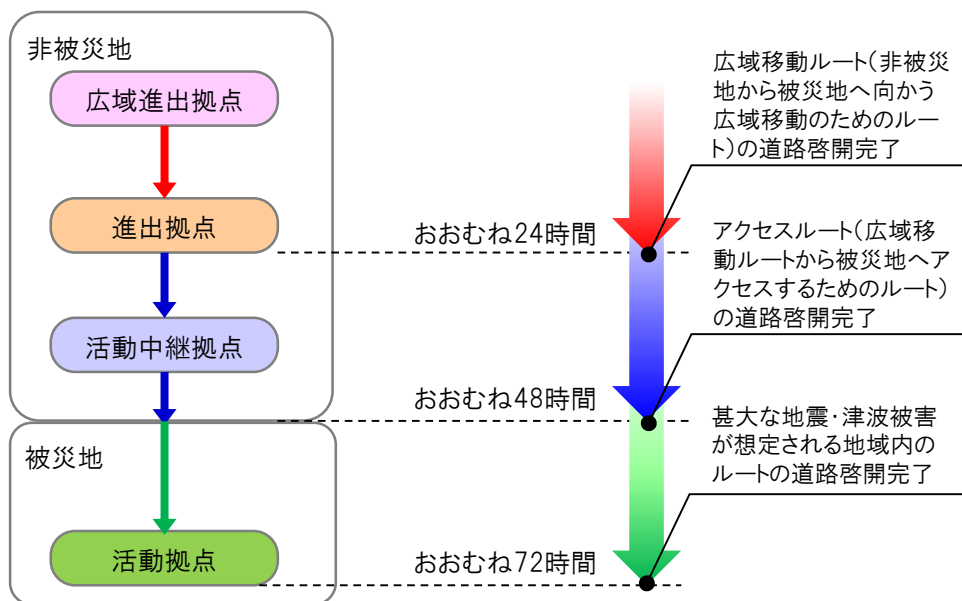 非被災地
広域進出拠点
進出拠点
活動中継拠点
被災地
活動拠点
おおむね24時間
おおむね48時間
おおむね72時間
広域移動ルート(非被災
地から被災地へ向かう
広域移動のためのルー
ト)の道路啓開完了
アクセスルート(広域移
動ルートから被災地へア
クセスするためのルート)
の道路啓開完了
甚大な地震・津波被害
が想定される地域内の
ルートの道路啓開完了